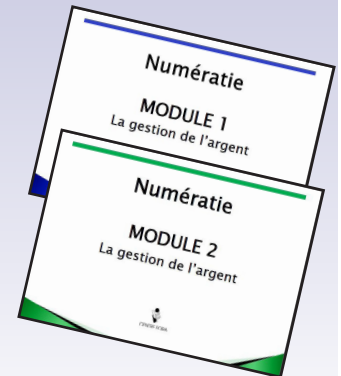 Numératie
MODULE 1
La gestion de l'argent
Numératie
MODULE 2
La gestion de l'argent